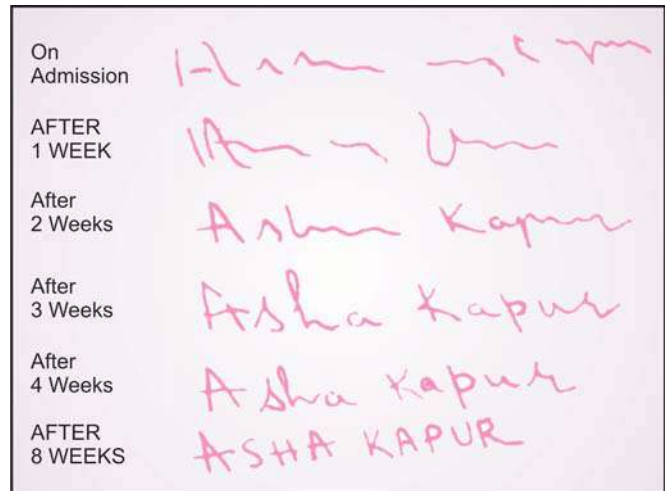 On
Admission
AFTER
1 WEEK
After
2 Weeks
Kapur
After
3 Weeks
Asha Kapur
After
4 Weeks
Asha Kapur
AFTER
8 WEEKS
ASHA KAPUR